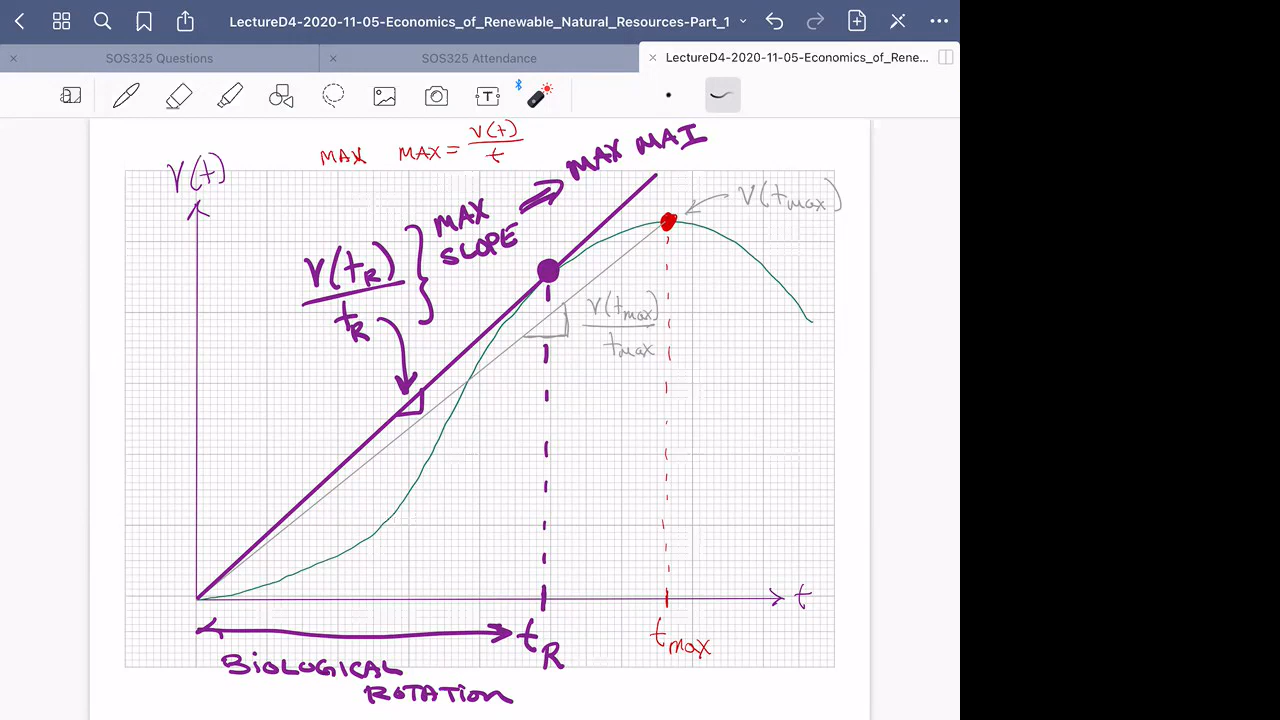 LectureD4-2020-11-05-Economics_of_Renewable_Natural_Resources-Part_1
SOS325 Questions
SOS325 Attendance
LectureD4-2020-11-05-Economics_of_Rene...
T
MAX MAX = V(t)/t
MAX MAI
V(t)
V(tmax)
MAX
SLOPE
V(tR)
tR
V(tmax)
tmax
t
tR
tmax
BIOLOGICAL
ROTATION